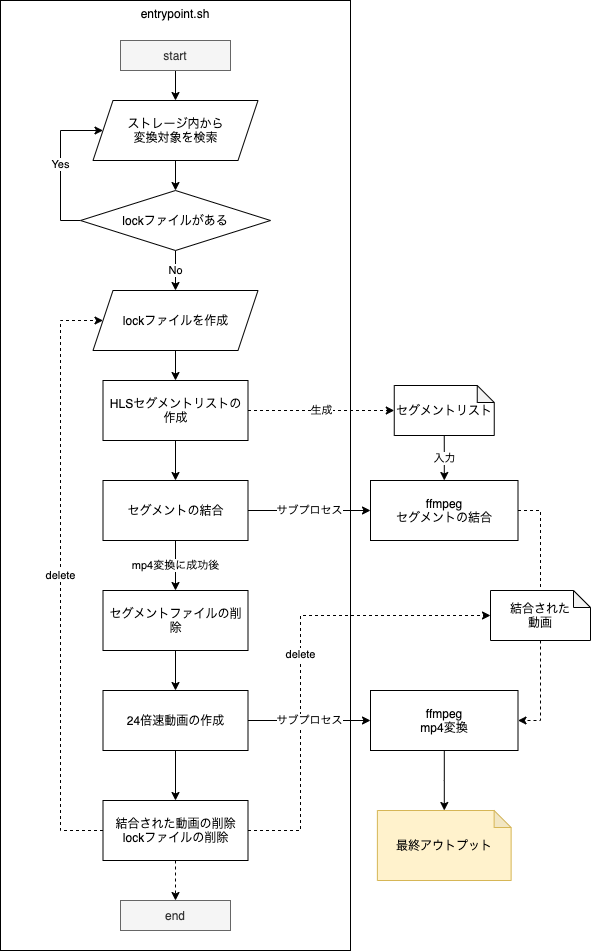 entrypoint.sh
start
ストレージ内から
変換対象を検索
Yes
lockファイルがある
No
lockファイルを作成
HLSセグメントリストの
作成
生成
セグメントリスト
入力
セグメントの結合
サブプロセス
ffmpeg
セグメントの結合
mp4変換に成功後
delete
セグメントファイルの削
除
結合された
動画
delete
24倍速動画の作成
サブプロセス
ffmpeg
mp4変換
結合された動画の削除
lockファイルの削除
最終アウトプット
end